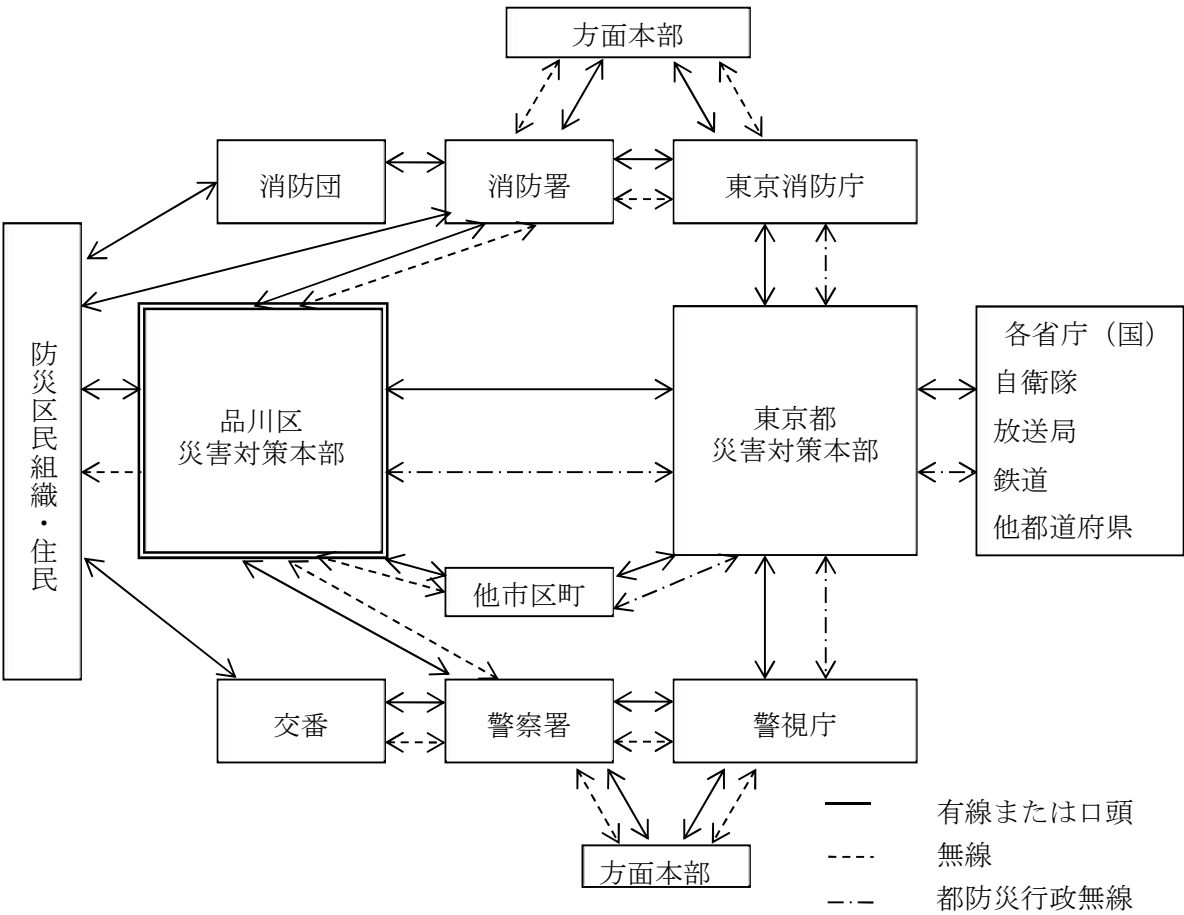 方面本部
消防団
消防署
東京消防庁
防災区民組織・住民
品川区
災害対策本部
東京都
災害対策本部
各省庁（国）
自衛隊
放送局
鉄道
他都道府県
他市区町
交番
警察署
警視庁
方面本部
有線または口頭
無線
都防災行政無線